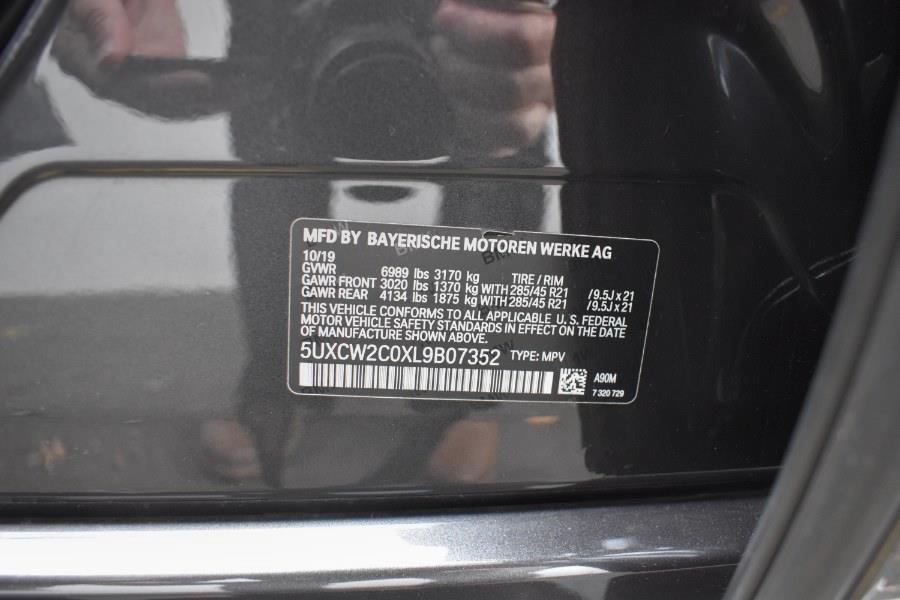 MFD BY BAYERISCHE MOTOREN WERKE AG
10/19
GVWR 6989 lbs 3170 kg TIRE / RIM
GAWR FRONT 3020 lbs 1370 kg WITH 285/45 R21 /9.5J x 21
GAWR REAR 4134 lbs 1875 kg WITH 285/45 R21 /9.5J x 21
THIS VEHICLE CONFORMS TO ALL APPLICABLE U. S. FEDERAL
MOTOR VEHICLE SAFETY STANDARDS IN EFFECT ON THE DATE
OF MANUFACTURE SHOWN ABOVE.
5UXCW2C0XL9B07352 TYPE: MPV
A90M
7 320 729